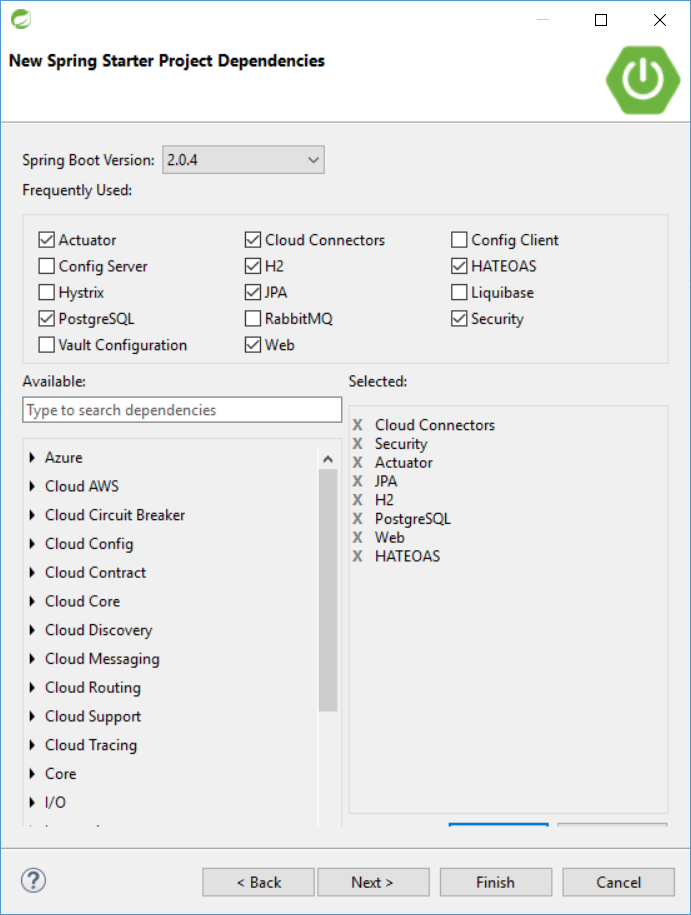 New Spring Starter Project Dependencies
Spring Boot Version: 2.0.4
Frequently Used:
Actuator Cloud Connectors Config Client
Config Server H2 HATEOAS
Hystrix JPA Liquibase
PostgreSQL RabbitMQ Security
Vault Configuration Web
Available:
Type to search dependencies
Azure
Cloud AWS
Cloud Circuit Breaker
Cloud Config
Cloud Contract
Cloud Core
Cloud Discovery
Cloud Messaging
Cloud Routing
Cloud Support
Cloud Tracing
Core
I/O
Selected:
X Cloud Connectors
X Security
X Actuator
X JPA
X H2
X PostgreSQL
X Web
X HATEOAS
? < Back Next > Finish Cancel